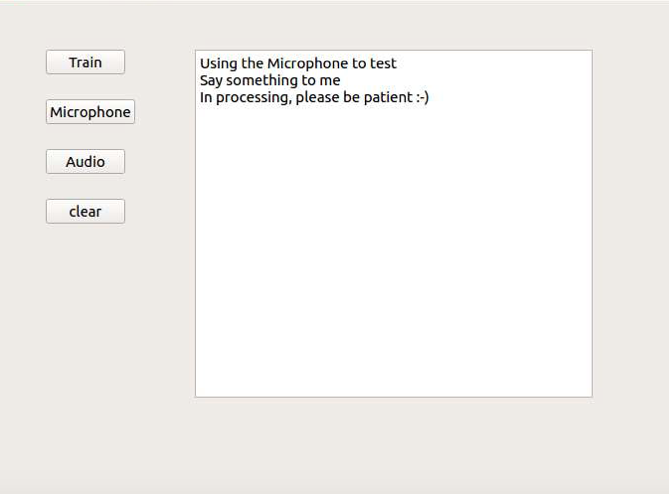 Train
Microphone
Audio
clear
Using the Microphone to test
Say something to me
In processing, please be patient :-)